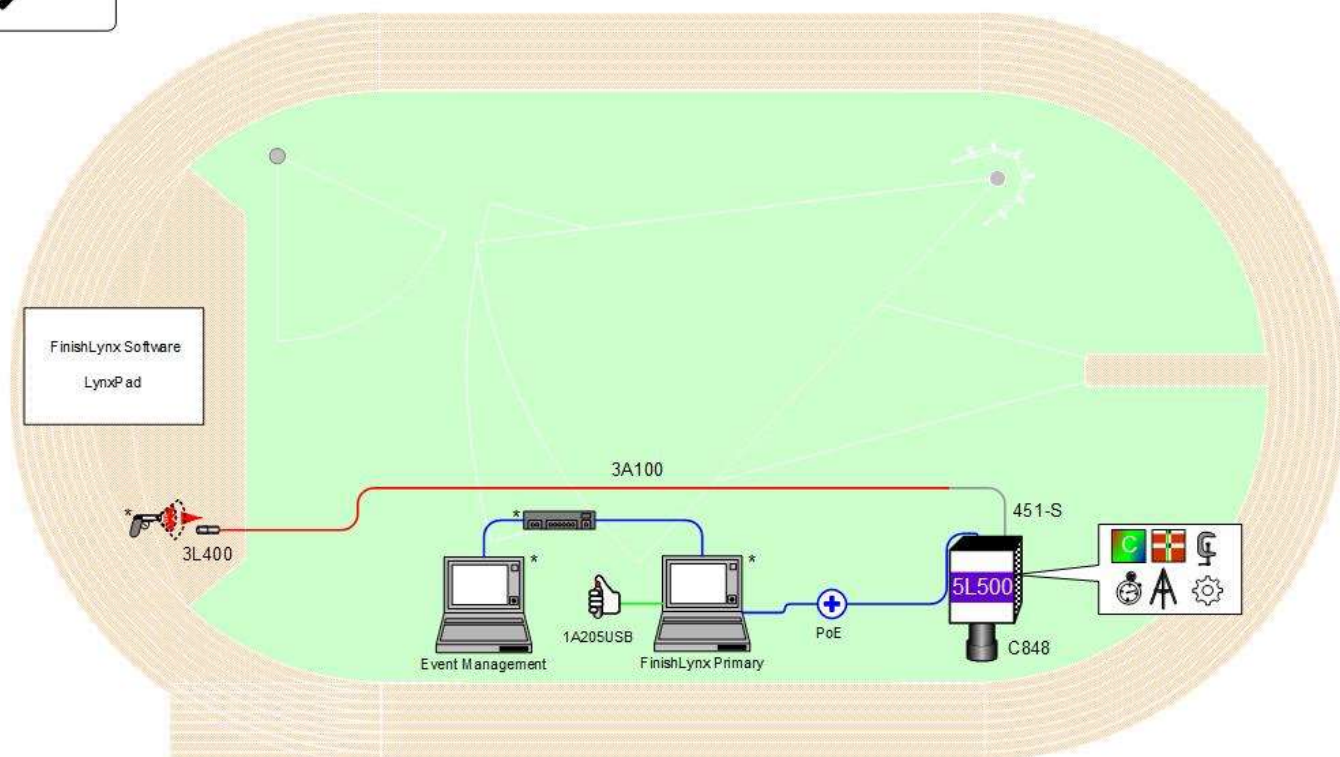 FinishLynx Software
LynxPad
3A100
*
3L400
*
*
*
451-S
C
5L500
1A205USB
PoE
C848
Event Management
FinishLynx Primary